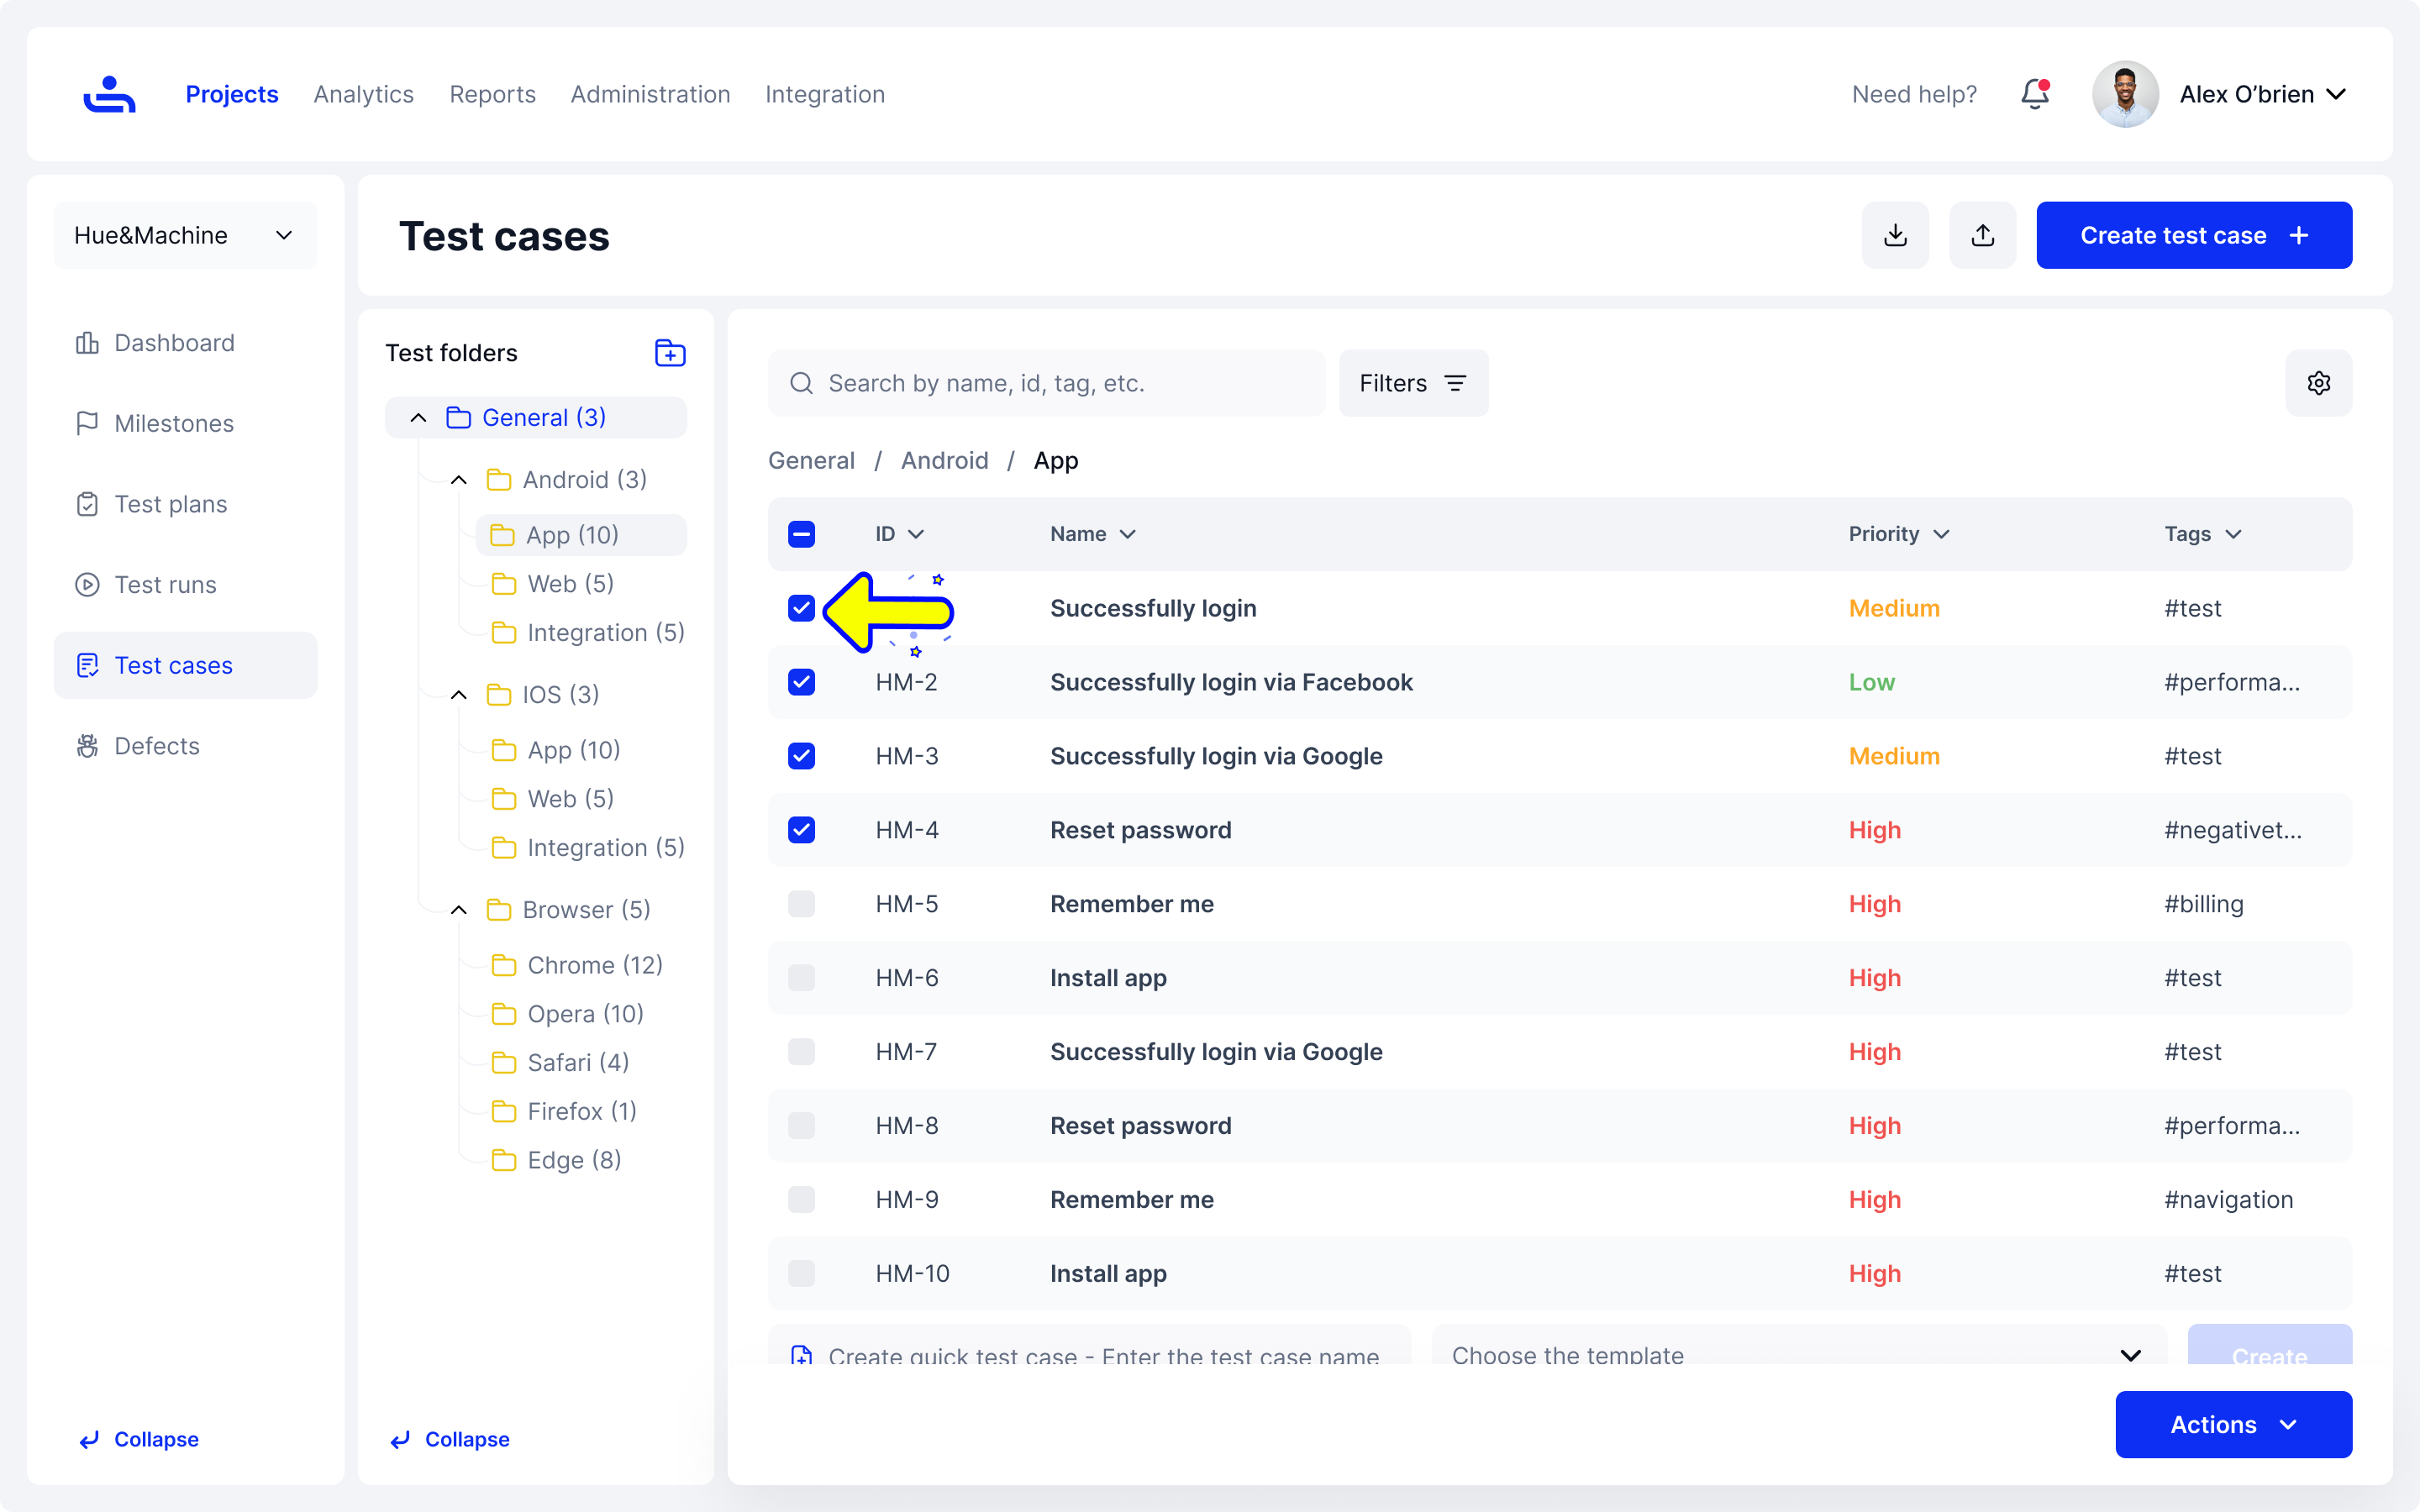 Projects Analytics Reports Administration Integration Need help? Alex O’brien
Hue&Machine
Dashboard
Milestones
Test plans
Test runs
Test cases
Defects
Collapse
Test cases
Create test case
Test folders
General (3)
Android (3)
App (10)
Web (5)
Integration (5)
IOS (3)
App (10)
Web (5)
Integration (5)
Browser (5)
Chrome (12)
Opera (10)
Safari (4)
Firefox (1)
Edge (8)
Collapse
Search by name, id, tag, etc. Filters
General / Android / App
ID Name Priority Tags
Successfully login Medium #test
HM-2 Successfully login via Facebook Low #performa...
HM-3 Successfully login via Google Medium #test
HM-4 Reset password High #negativet...
HM-5 Remember me High #billing
HM-6 Install app High #test
HM-7 Successfully login via Google High #test
HM-8 Reset password High #performa...
HM-9 Remember me High #navigation
HM-10 Install app High #test
Create quick test case - Enter the test case name Choose the template Create
Actions